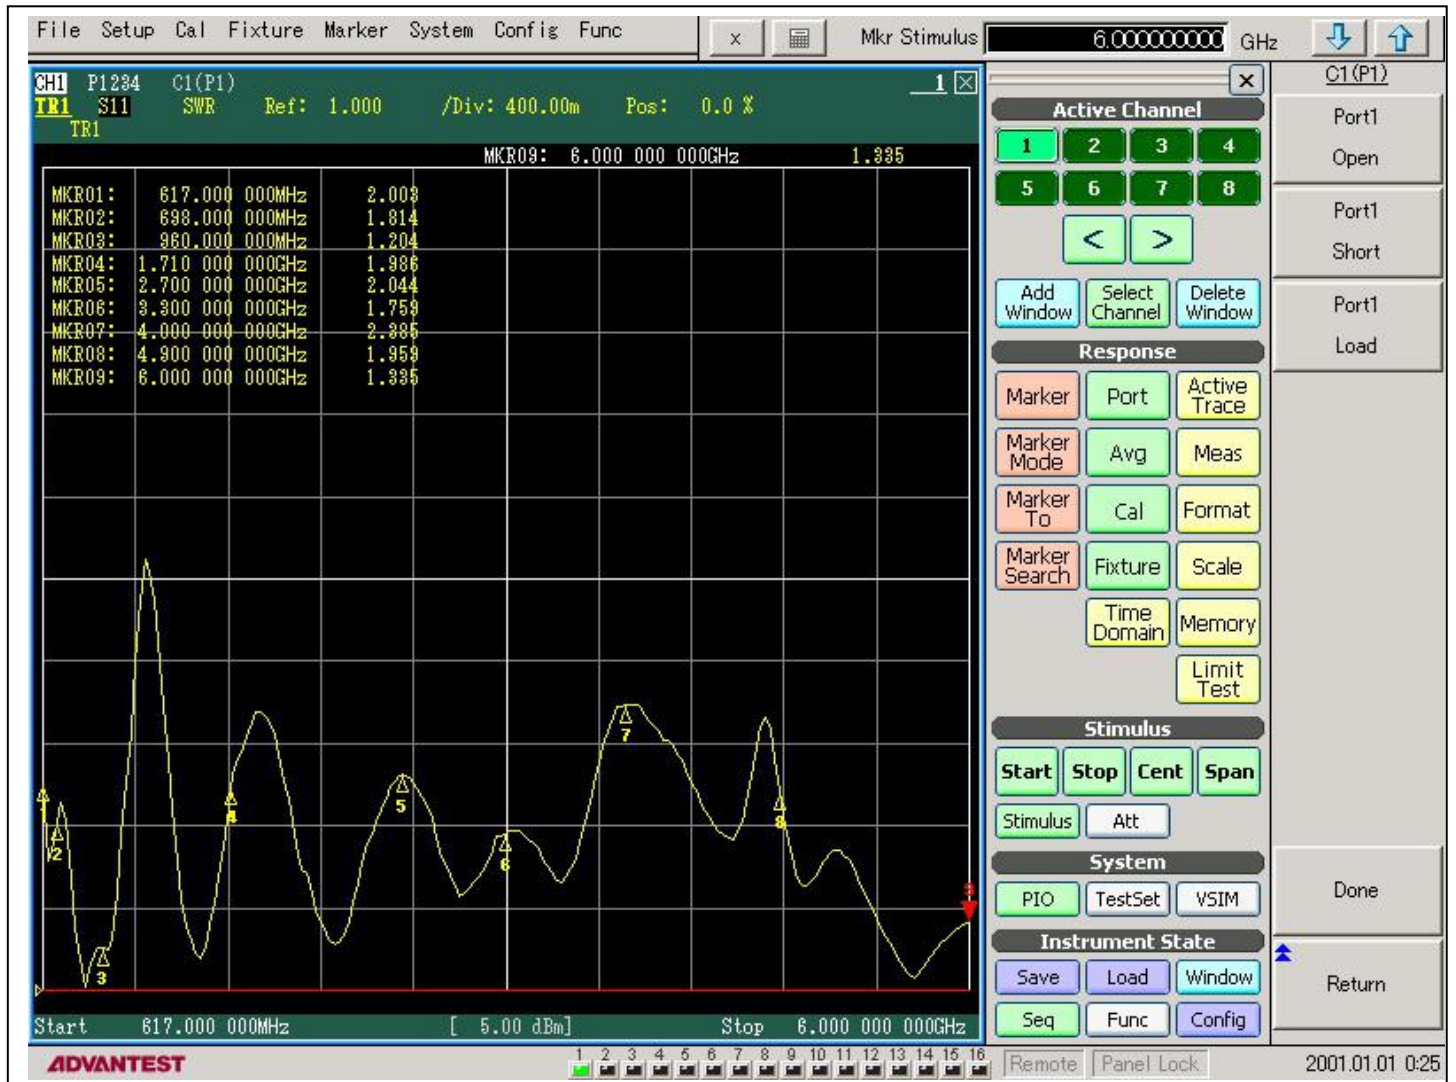 File Setup Cal Fixture Marker System Config Func x Mkr Stimulus 6.000000000 GHz
CH1 P1234 C1(P1) 1
TR1 S11 SWR Ref: 1.000 /Div: 400.00m Pos: 0.0 %
TR1
MKR09: 6.000 000 000GHz 1.335
MKR01: 617.000 000MHz 2.003
MKR02: 698.000 000MHz 1.814
MKR03: 960.000 000MHz 1.204
MKR04: 1.710 000 000GHz 1.986
MKR05: 2.700 000 000GHz 2.044
MKR06: 3.300 000 000GHz 1.759
MKR07: 4.000 000 000GHz 2.385
MKR08: 4.900 000 000GHz 1.959
MKR09: 6.000 000 000GHz 1.335
2
3
4
5
6
7
8
Start 617.000 000MHz [ 5.00 dBm] Stop 6.000 000 000GHz
x
Active Channel
1 2 3 4
5 6 7 8
< >
Add Window
Select Channel
Delete Window
Response
Marker Port Active Trace
Marker Mode Avg Meas
Marker To Cal Format
Marker Search Fixture Scale
Time Domain Memory
Limit Test
Stimulus
Start Stop Cent Span
Stimulus Att
System
PIO TestSet VSIM
Instrument State
Save Load Window
Seq Func Config
C1(P1)
Port1
Open
Port1
Short
Port1
Load
Done
Return
ADVANTEST 1 2 3 4 5 6 7 8 9 10 11 12 13 14 15 16 Remote Panel Lock 2001.01.01 0:25